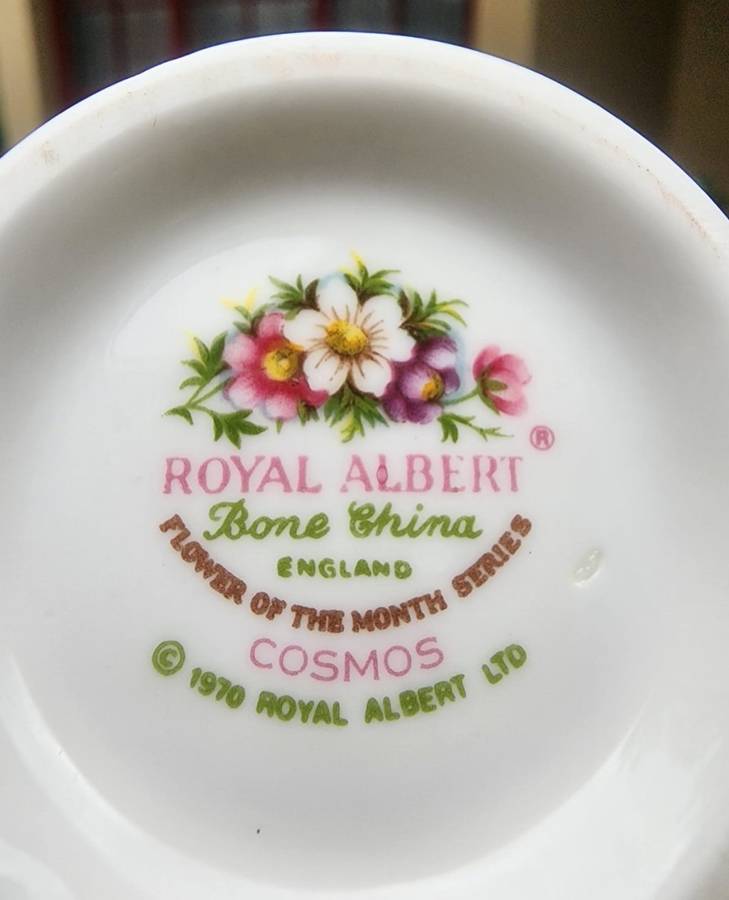 ROYAL ALBERT ®
Bone China
ENGLAND
FLOWER OF THE MONTH SERIES
COSMOS
© 1970 ROYAL ALBERT LTD